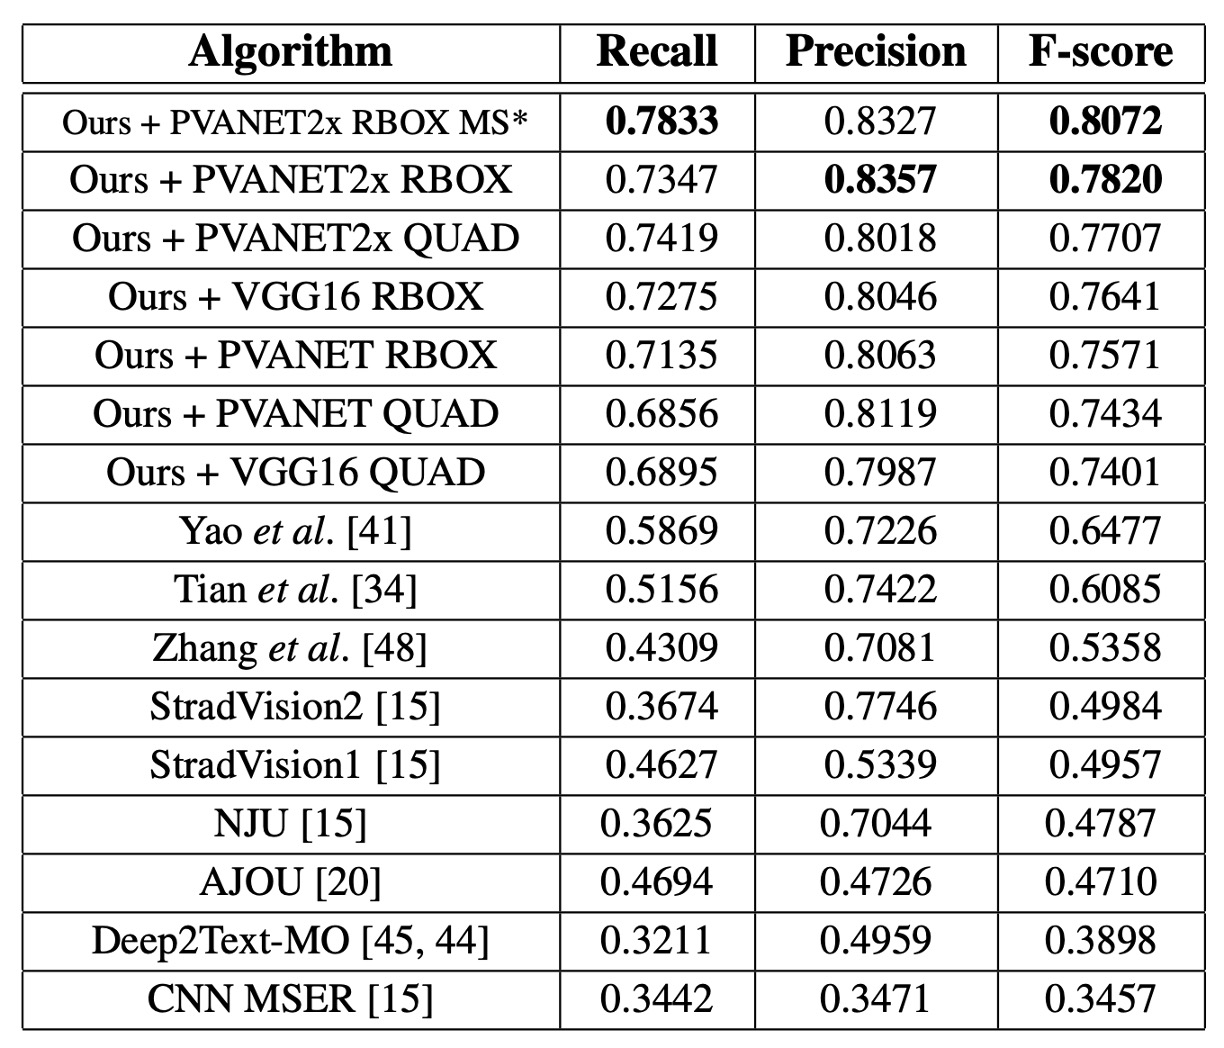 Algorithm Recall Precision F-score
Ours + PVANET2x RBOX MS* 0.7833 0.8327 0.8072
Ours + PVANET2x RBOX 0.7347 0.8357 0.7820
Ours + PVANET2x QUAD 0.7419 0.8018 0.7707
Ours + VGG16 RBOX 0.7275 0.8046 0.7641
Ours + PVANET RBOX 0.7135 0.8063 0.7571
Ours + PVANET QUAD 0.6856 0.8119 0.7434
Ours + VGG16 QUAD 0.6895 0.7987 0.7401
Yao et al. [41] 0.5869 0.7226 0.6477
Tian et al. [34] 0.5156 0.7422 0.6085
Zhang et al. [48] 0.4309 0.7081 0.5358
StradVision2 [15] 0.3674 0.7746 0.4984
StradVision1 [15] 0.4627 0.5339 0.4957
NJU [15] 0.3625 0.7044 0.4787
AJOU [20] 0.4694 0.4726 0.4710
Deep2Text-MO [45, 44] 0.3211 0.4959 0.3898
CNN MSER [15] 0.3442 0.3471 0.3457